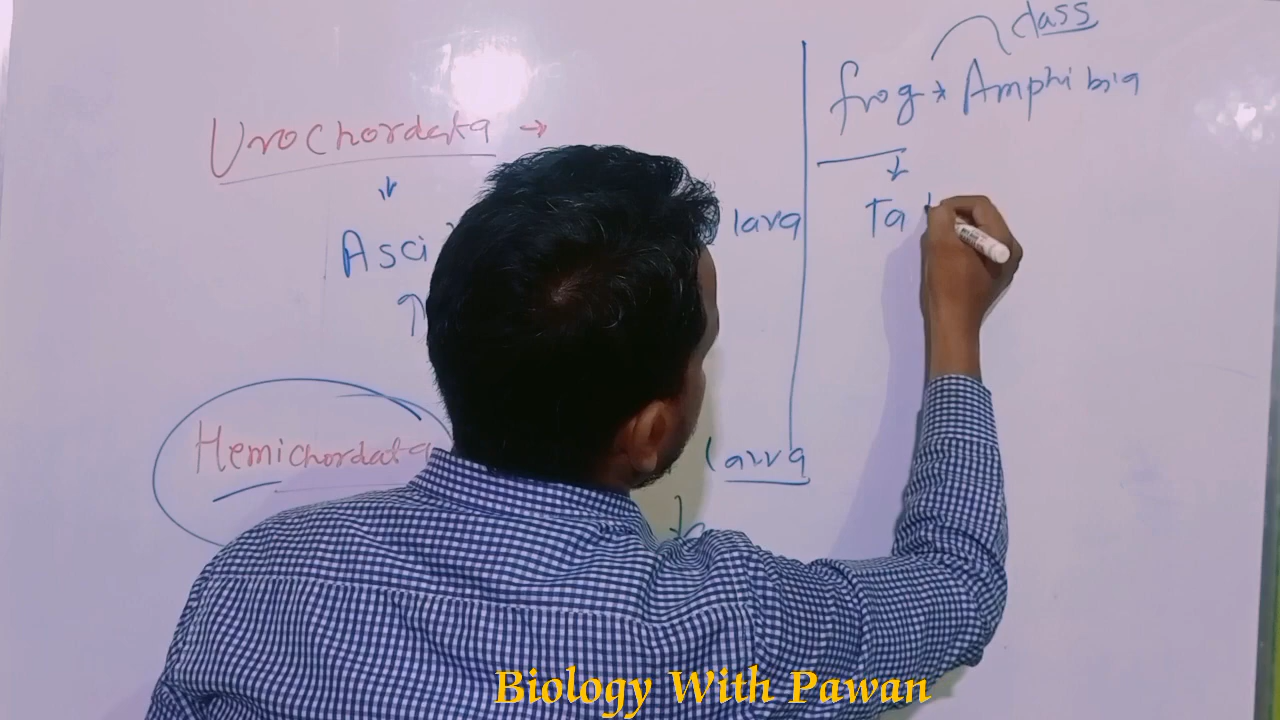 Urochordata →
Asci
larva
Hemichordata
larva
class
frog → Amphibia
Ta
Biology With Pawan